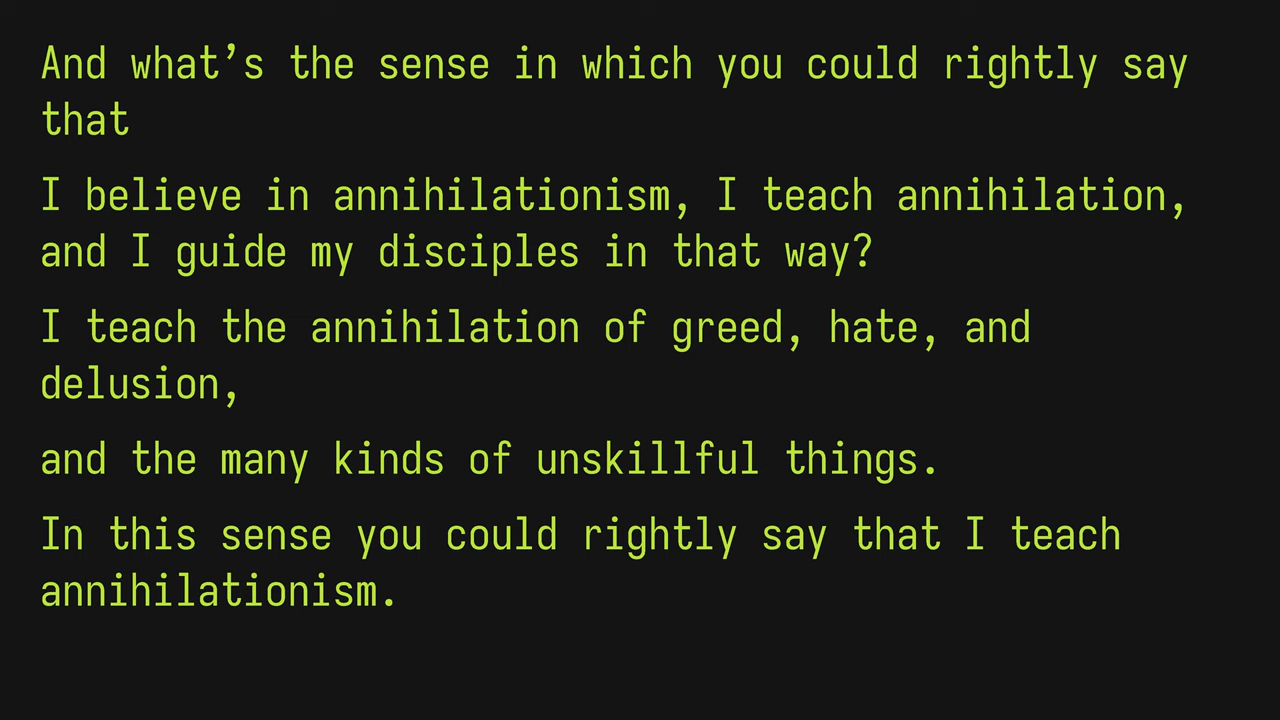 And what’s the sense in which you could rightly say
that
I believe in annihilationism, I teach annihilation,
and I guide my disciples in that way?
I teach the annihilation of greed, hate, and
delusion,
and the many kinds of unskillful things.
In this sense you could rightly say that I teach
annihilationism.